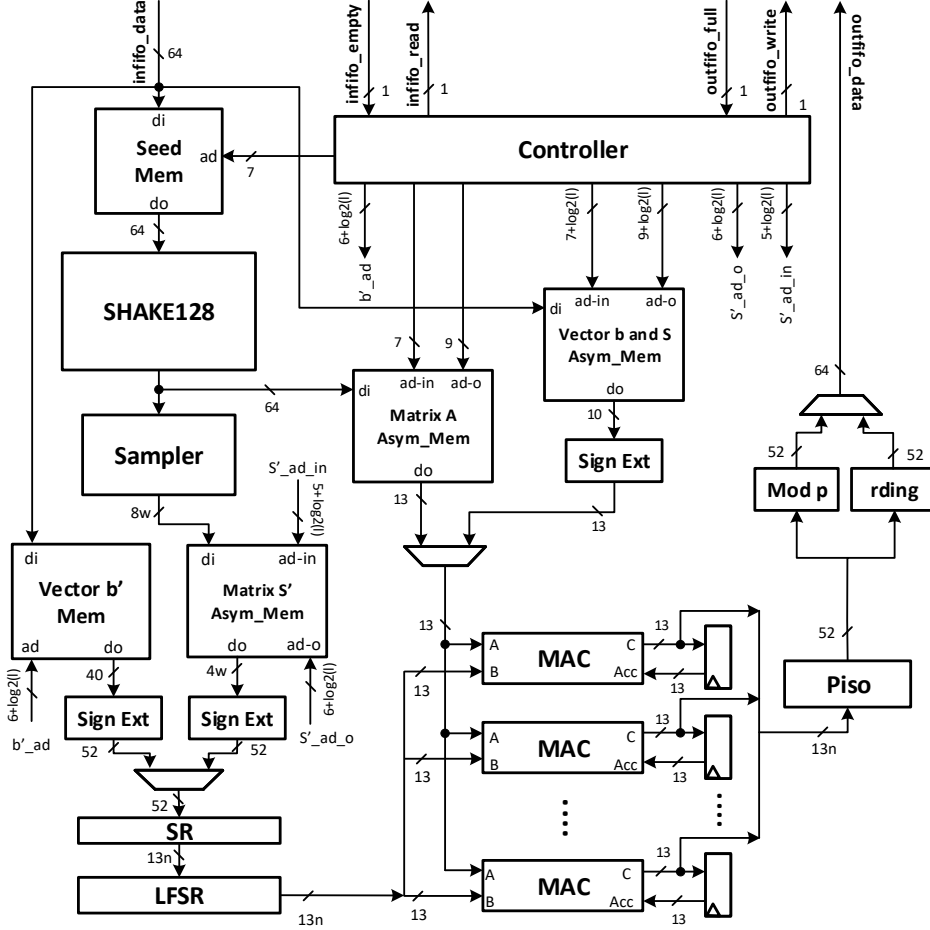 infifo_data
64
infifo_empty
1
infifo_read
1
outfifo_full
1
outfifo_write
1
outfifo_data
di
Seed
Mem
ad
do
7
Controller
64
6+log2(l)
b'_ad
7+log2(l)
9+log2(l)
6+log2(l)
S'_ad_o
5+log2(l)
S'_ad_in
SHAKE128
7
9
di
ad-in
ad-o
Vector b and S
Asym_Mem
do
64
64
di
ad-in
ad-o
Matrix A
Asym_Mem
do
10
Sign Ext
13
13
Sampler
S'_ad_in
5+log2(l)
8w
52
52
Mod p
rding
di
Vector b'
Mem
ad
do
di
ad-in
Matrix S'
Asym_Mem
do
ad-o
6+log2(l)
b'_ad
40
4w
6+log2(l)
S'_ad_o
Sign Ext
Sign Ext
52
52
52
SR
13n
LFSR
13n
13
A
B
MAC
C
Acc
13
13
13
A
B
MAC
C
Acc
13
13
13
A
B
MAC
C
Acc
13
13
13
13n
Piso
52